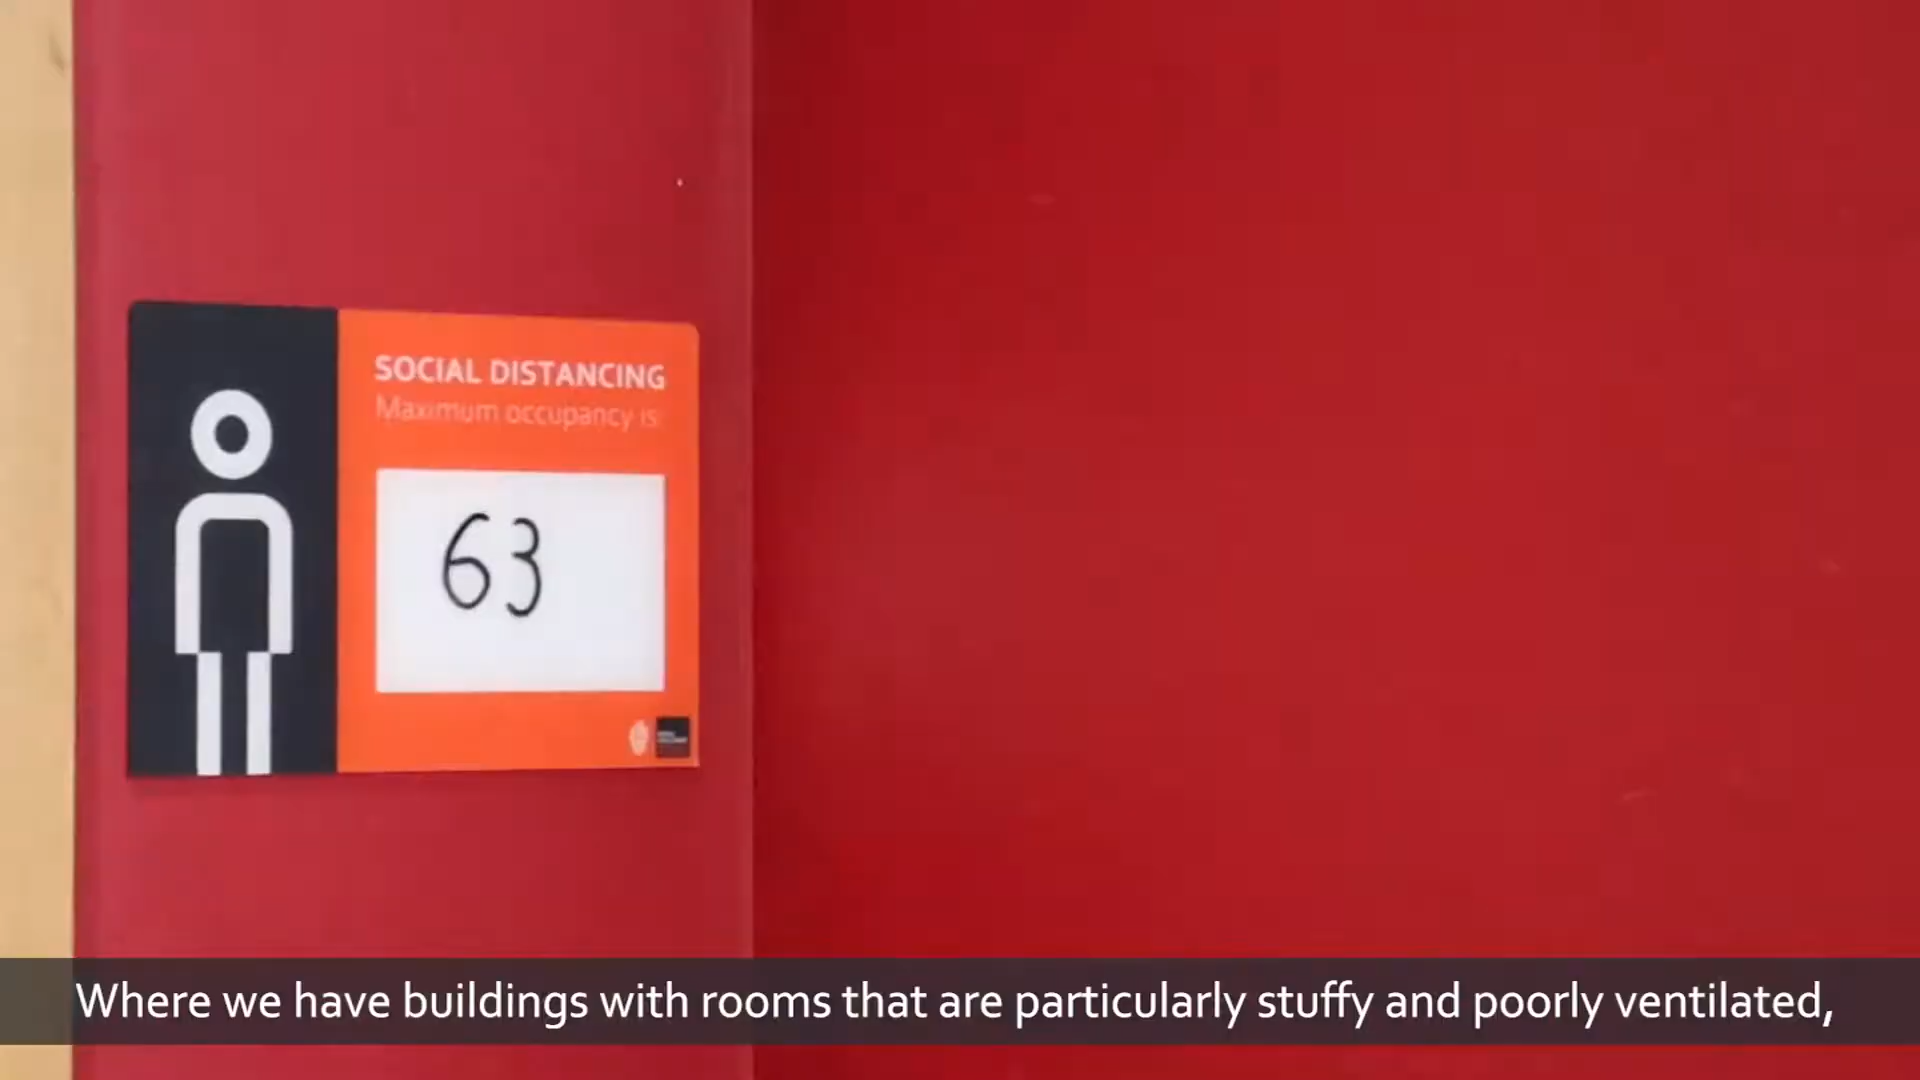 SOCIAL DISTANCING
Maximum occupancy is:
63
Where we have buildings with rooms that are particularly stuffy and poorly ventilated,